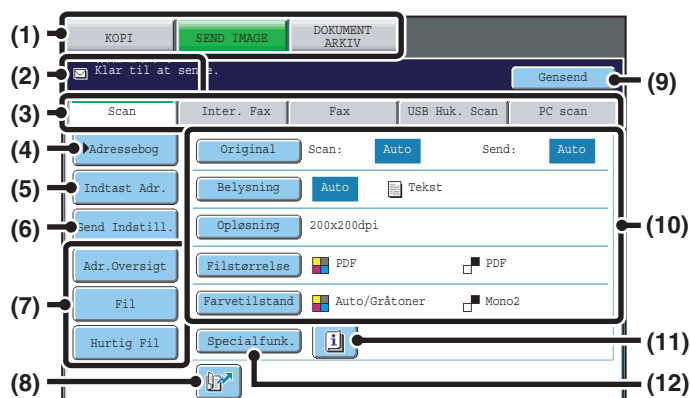 (1) KOPI SEND IMAGE DOKUMENT ARKIV
(2) Klar til at sende. Gensend (9)
(3) Scan Inter. Fax Fax USB Huk. Scan PC scan
(4) Adressebog Original Scan: Auto Send: Auto
(5) Indtast Adr. Belysning Auto Tekst
(6) Send Indstill. Opløsning 200x200dpi (10)
Adr.Oversigt Filstørrelse PDF PDF
(7) Fil Farvetilstand Auto/Gråtoner Mono2
Hurtig Fil Specialfunk. (11)
(8) (12)